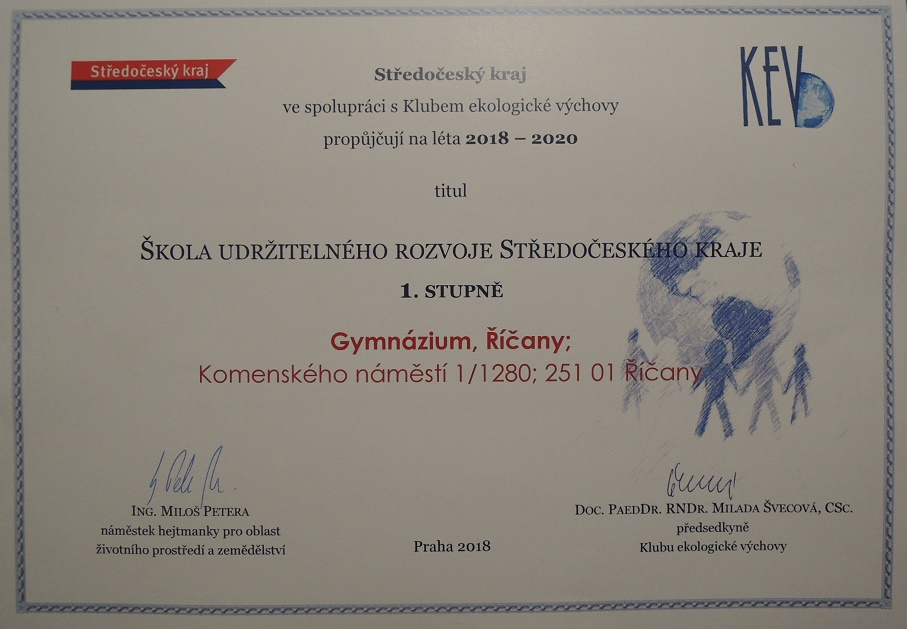 Středočeský kraj
KEV
Středočeský kraj
ve spolupráci s Klubem ekologické výchovy
propůjčují na léta 2018 – 2020
titul
Škola udržitelného rozvoje Středočeského kraje
1. stupně
Gymnázium, Říčany;
Komenského náměstí 1/1280; 251 01 Říčany
Ing. Miloš Petera
náměstek hejtmanky pro oblast
životního prostředí a zemědělství
Praha 2018
Doc. PaedDr. RNDr. Milada Švecová, CSc.
předsedkyně
Klubu ekologické výchovy